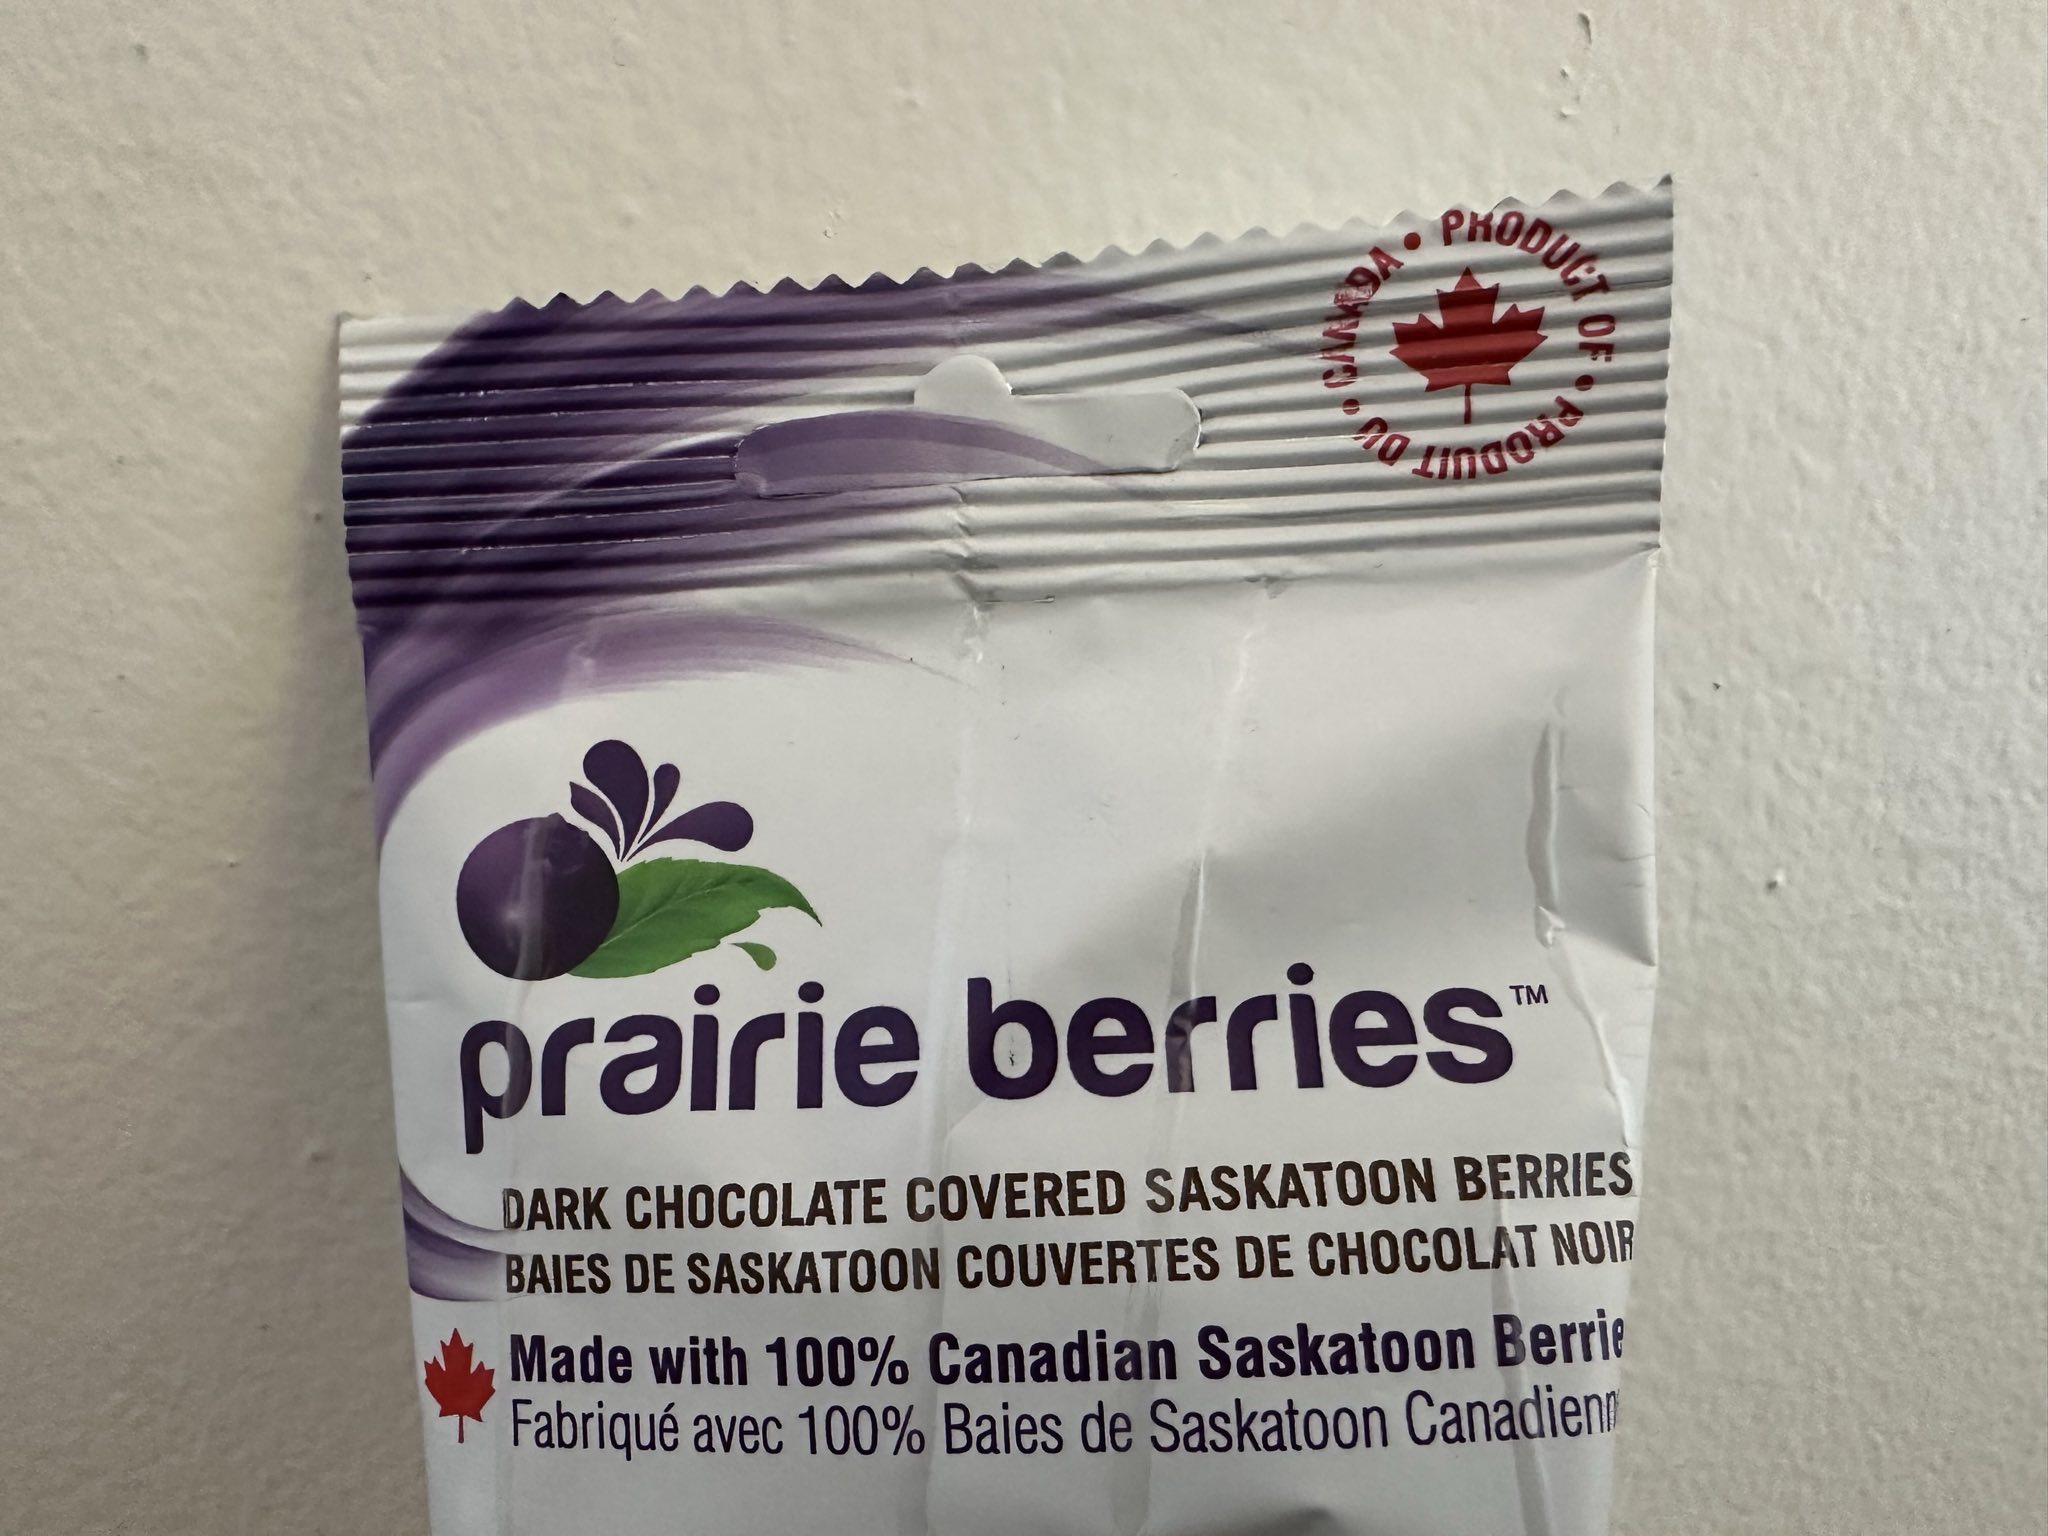 PRODUCT OF • PRODUIT DU • CANADA •
prairie berries™
DARK CHOCOLATE COVERED SASKATOON BERRIES
BAIES DE SASKATOON COUVERTES DE CHOCOLAT NOIR
Made with 100% Canadian Saskatoon Berrie
Fabriqué avec 100% Baies de Saskatoon Canadienn